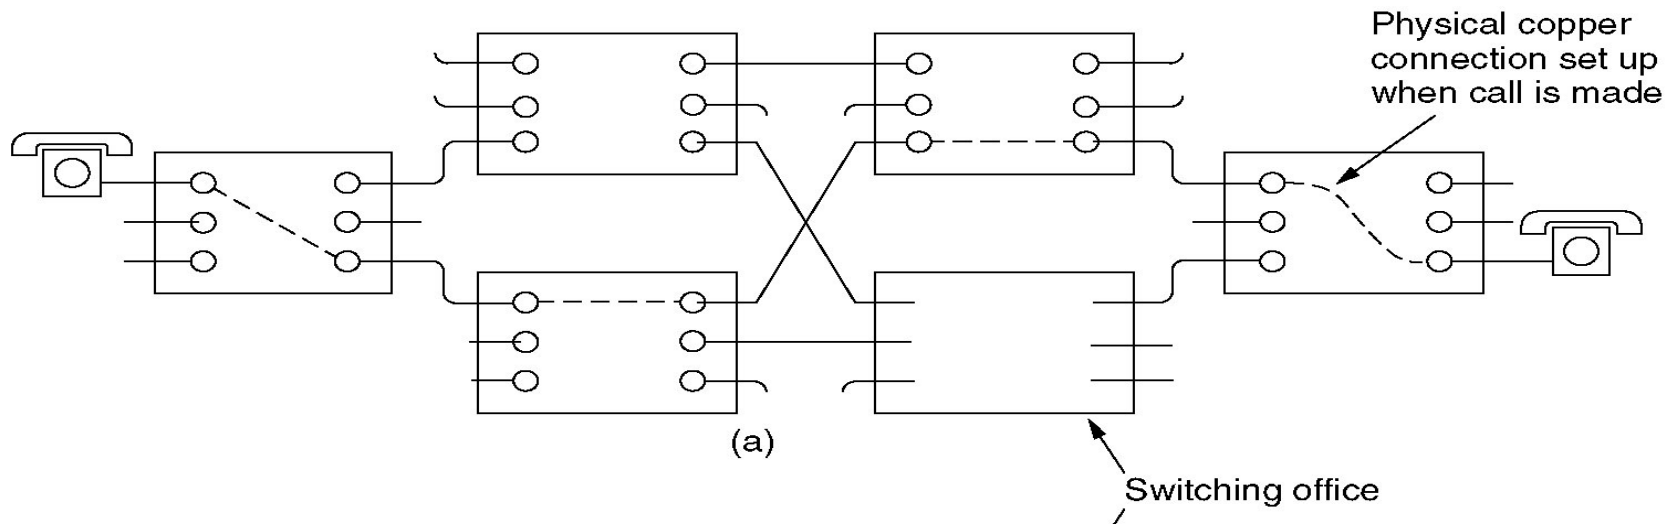 Physical copper
connection set up
when call is made
(a)
Switching office